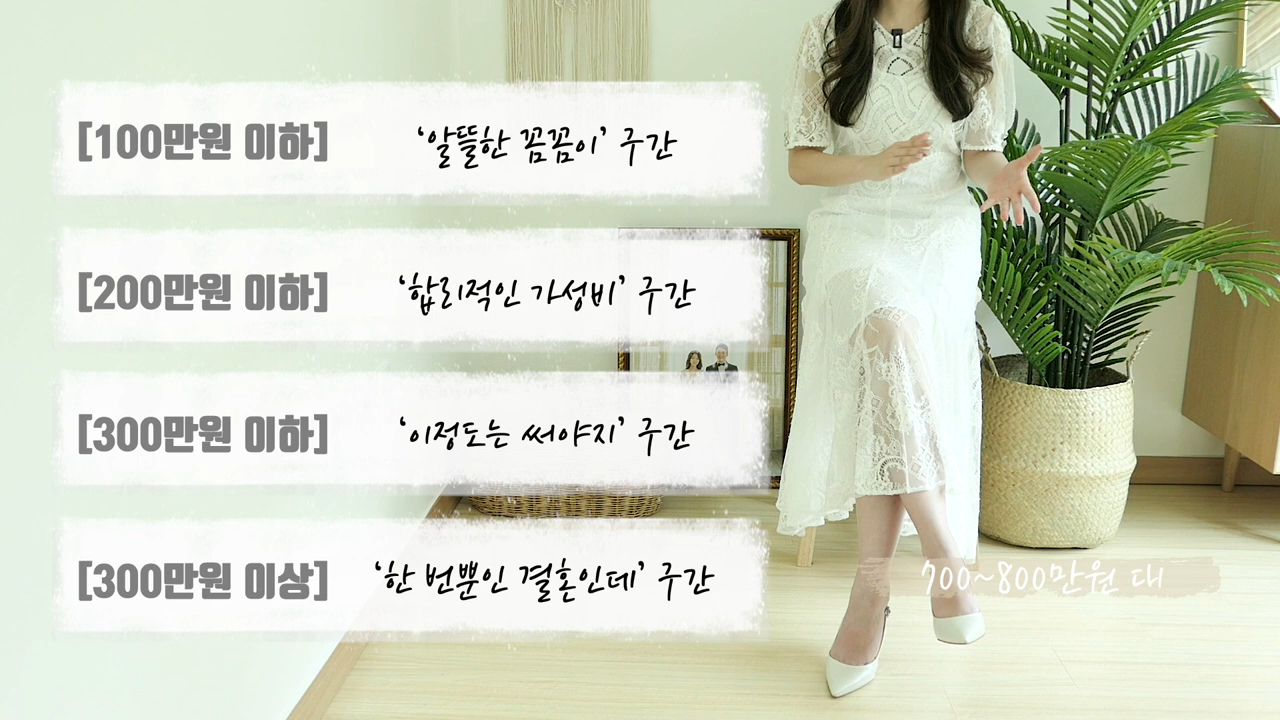 [100만원 이하] ‘알뜰한 꼼꼼이’ 구간
[200만원 이하] ‘합리적인 가성비’ 구간
[300만원 이하] ‘이정도는 써야지’ 구간
[300만원 이상] ‘한 번뿐인 결혼인데’ 구간
700~800만원 대